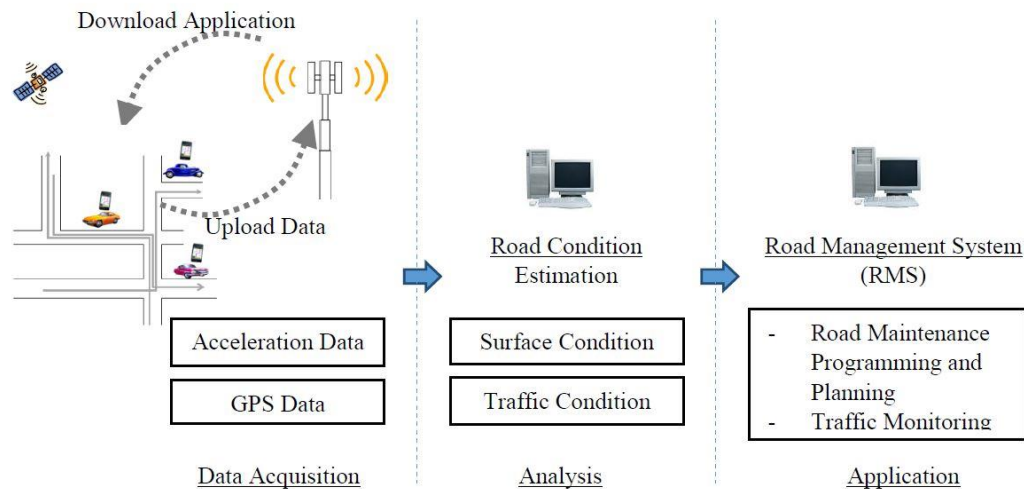 Download Application
Upload Data
Acceleration Data
GPS Data
Data Acquisition
Road Condition
Estimation
Surface Condition
Traffic Condition
Analysis
Road Management System
(RMS)
- Road Maintenance
Programming and
Planning
- Traffic Monitoring
Application